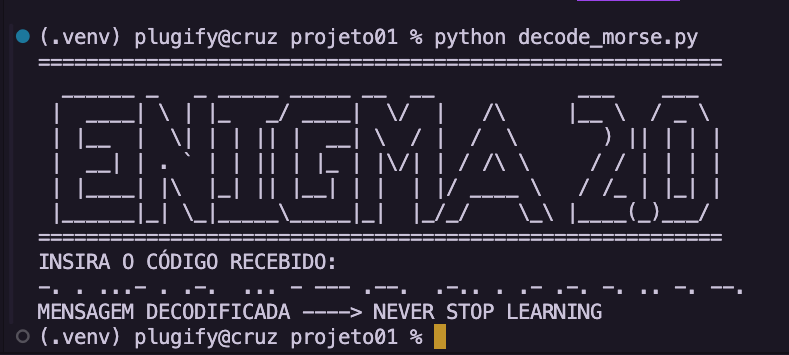 (.venv) plugify@cruz projeto01 % python decode_morse.py
=========================================================
ENIGMA 2.0
=========================================================
INSIRA O CÓDIGO RECEBIDO:
-. . ...- . .-.  ... - --- .--.  .-.. . .- .-. -. .. -. --.
MENSAGEM DECODIFICADA ----> NEVER STOP LEARNING
(.venv) plugify@cruz projeto01 %